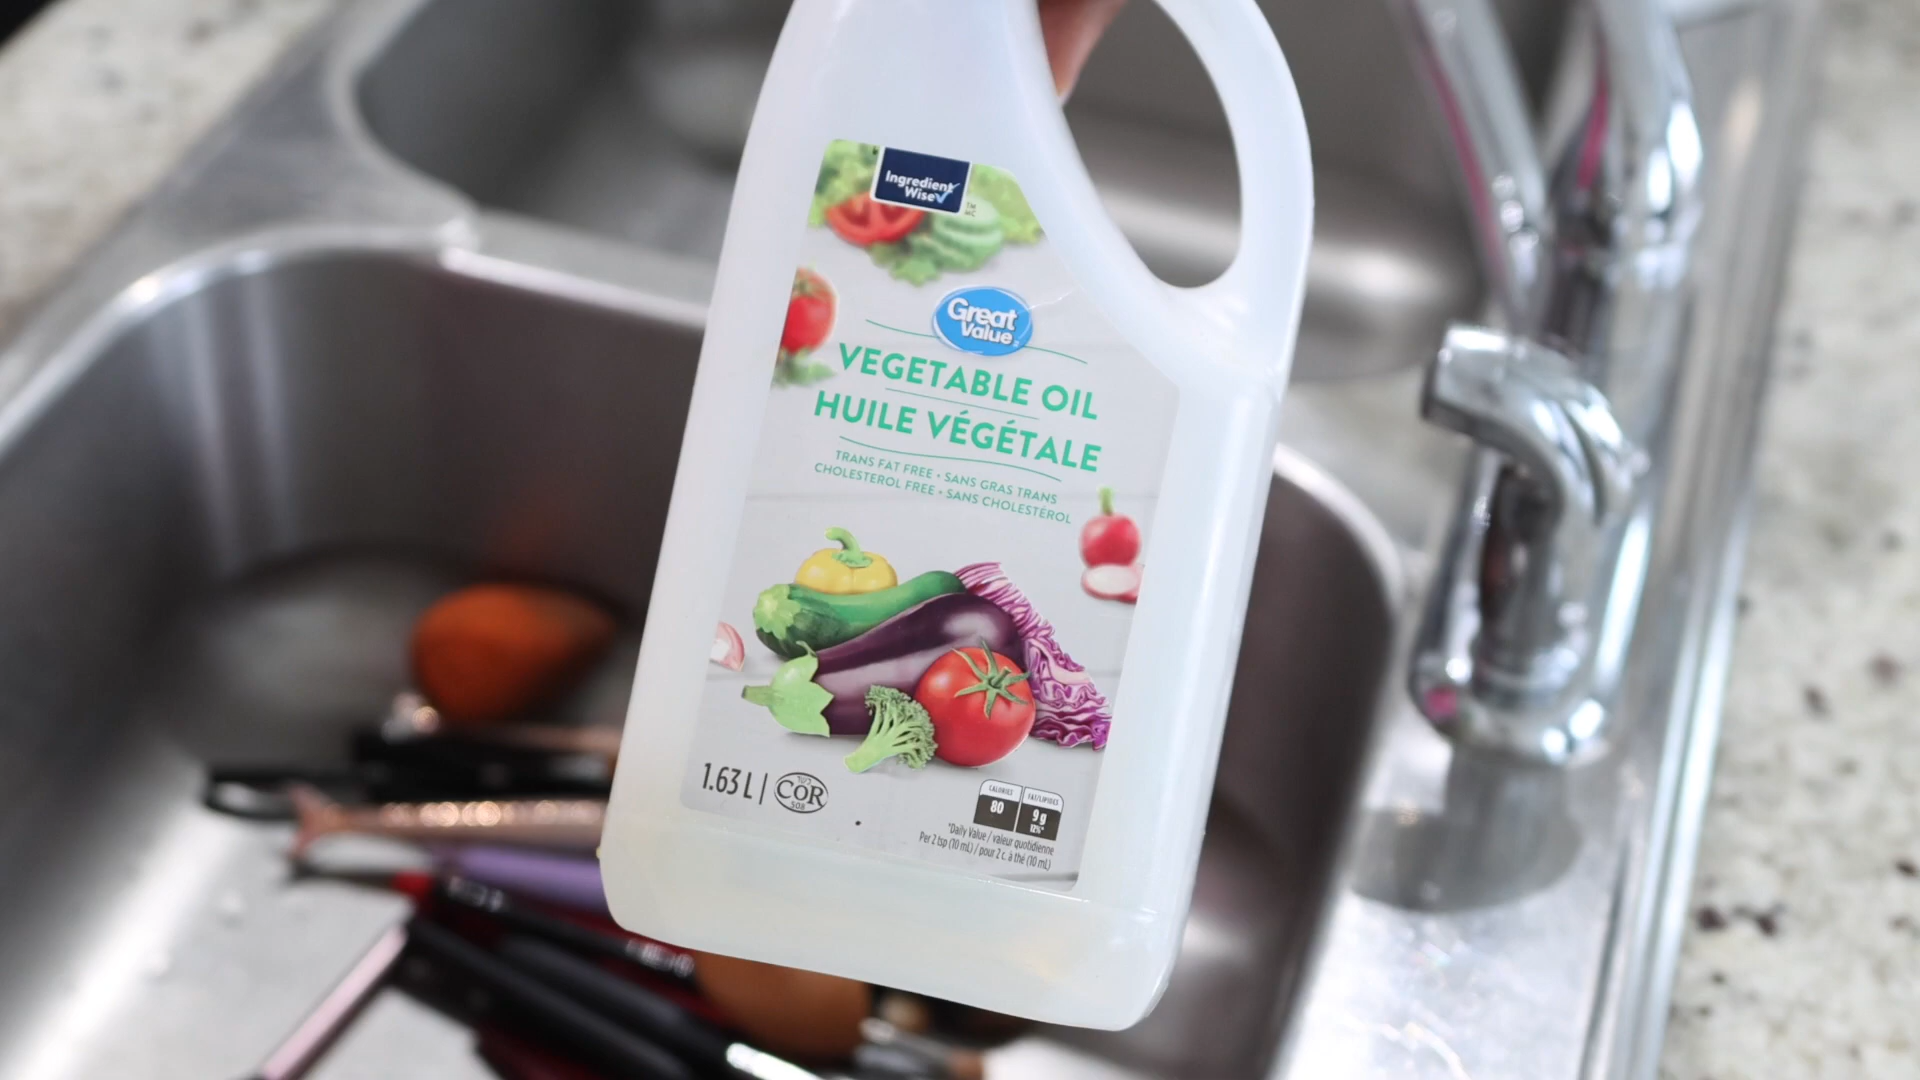 Ingredient
Wise
Great
Value
VEGETABLE OIL
HUILE VÉGÉTALE
TRANS FAT FREE • SANS GRAS TRANS
CHOLESTEROL FREE • SANS CHOLESTÉROL
1.63 L
COR
508
CALORIES FAT/LIPIDES
80 9 g
12%*
*Daily Value / valeur quotidienne
Per 2 tsp (10 mL) / pour 2 c. à thé (10 mL)